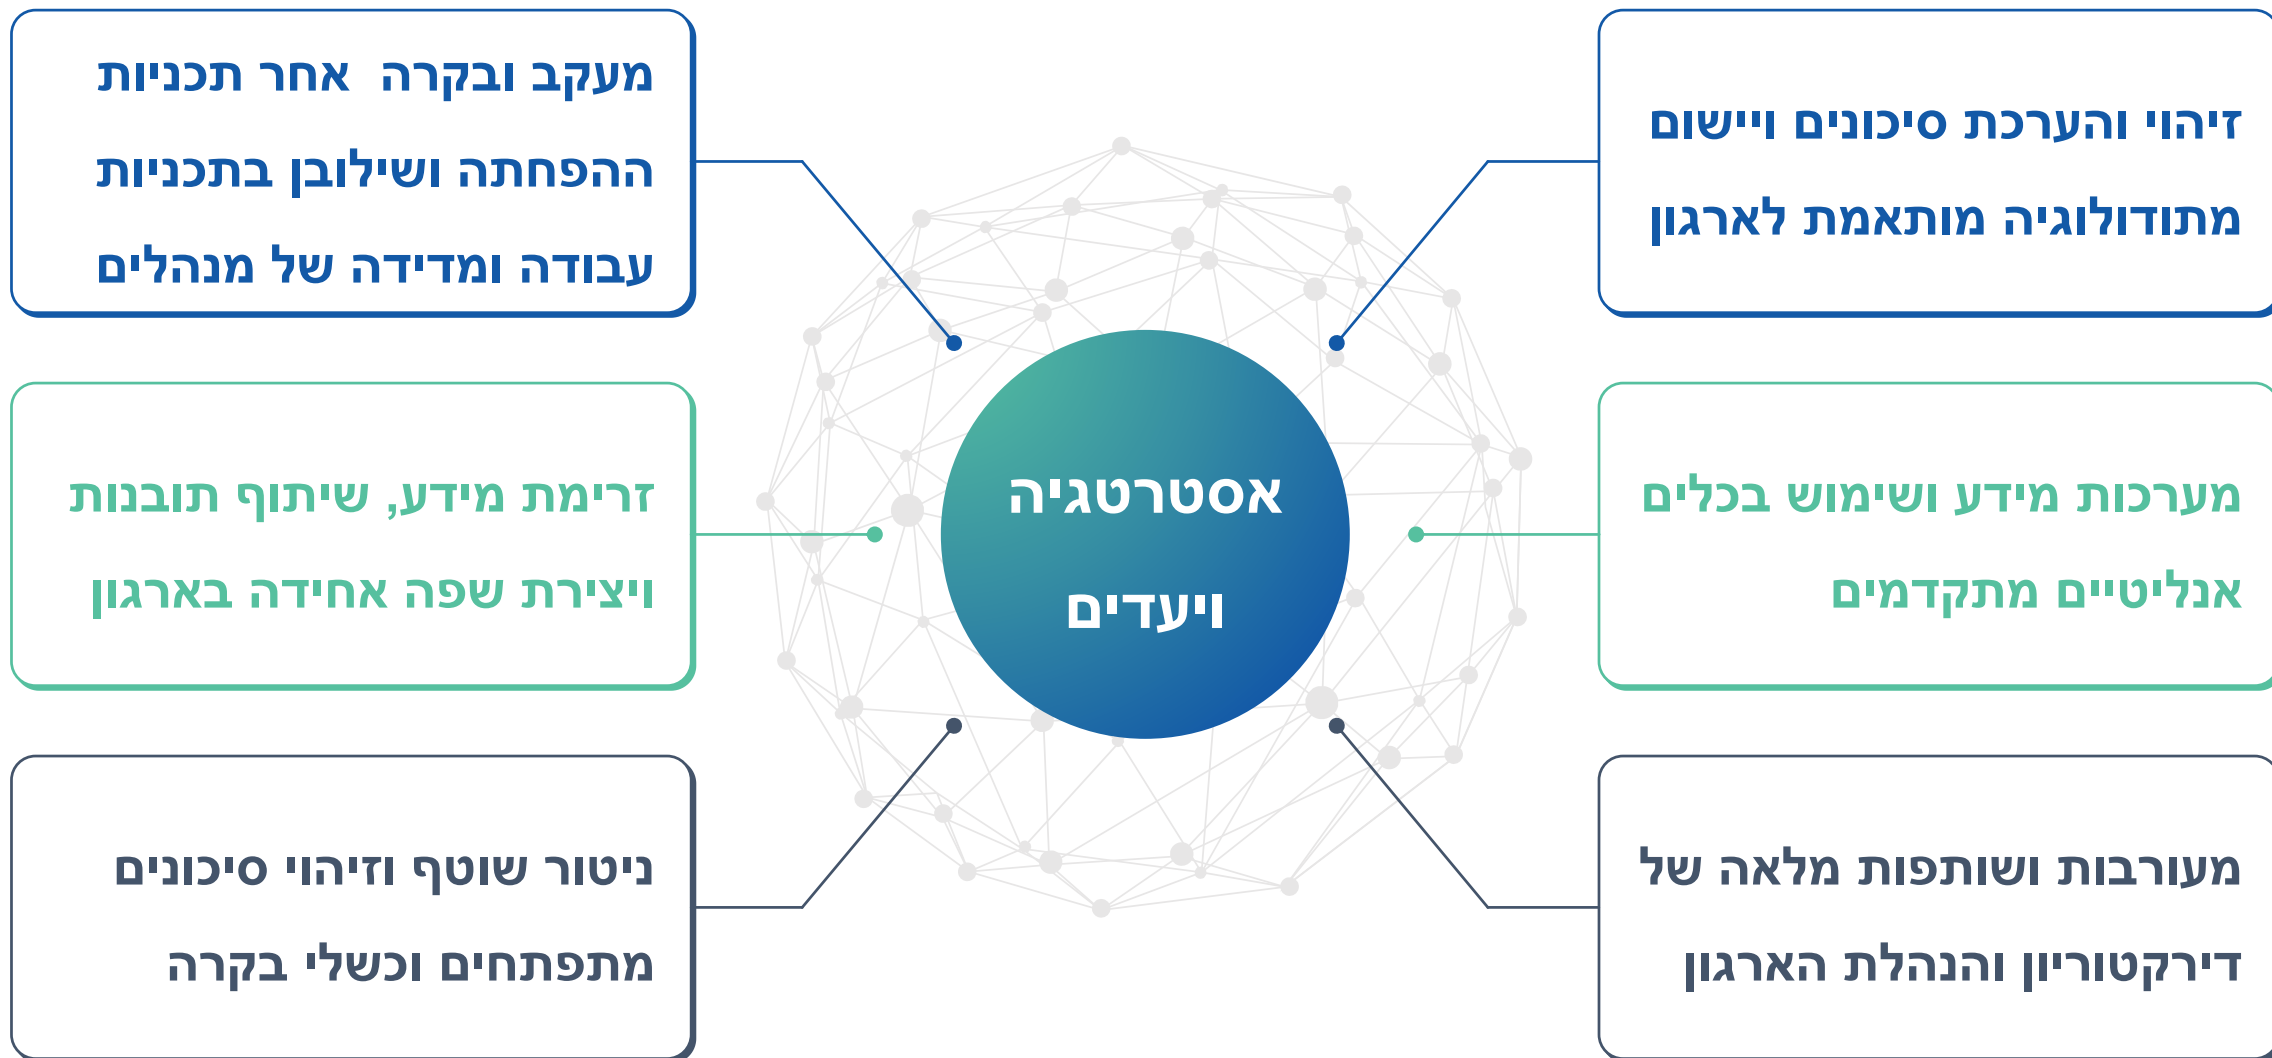 זיהוי והערכת סיכונים ויישום
מתודולוגיה מותאמת לארגון
מערכות מידע ושימוש בכלים
אנליטיים מתקדמים
מעורבות ושותפות מלאה של
דירקטוריון והנהלת הארגון
אסטרטגיה
ויעדים
מעקב ובקרה  אחר תכניות
ההפחתה ושילובן בתכניות
עבודה ומדידה של מנהלים
זרימת מידע, שיתוף תובנות
ויצירת שפה אחידה בארגון
ניטור שוטף וזיהוי סיכונים
מתפתחים וכשלי בקרה